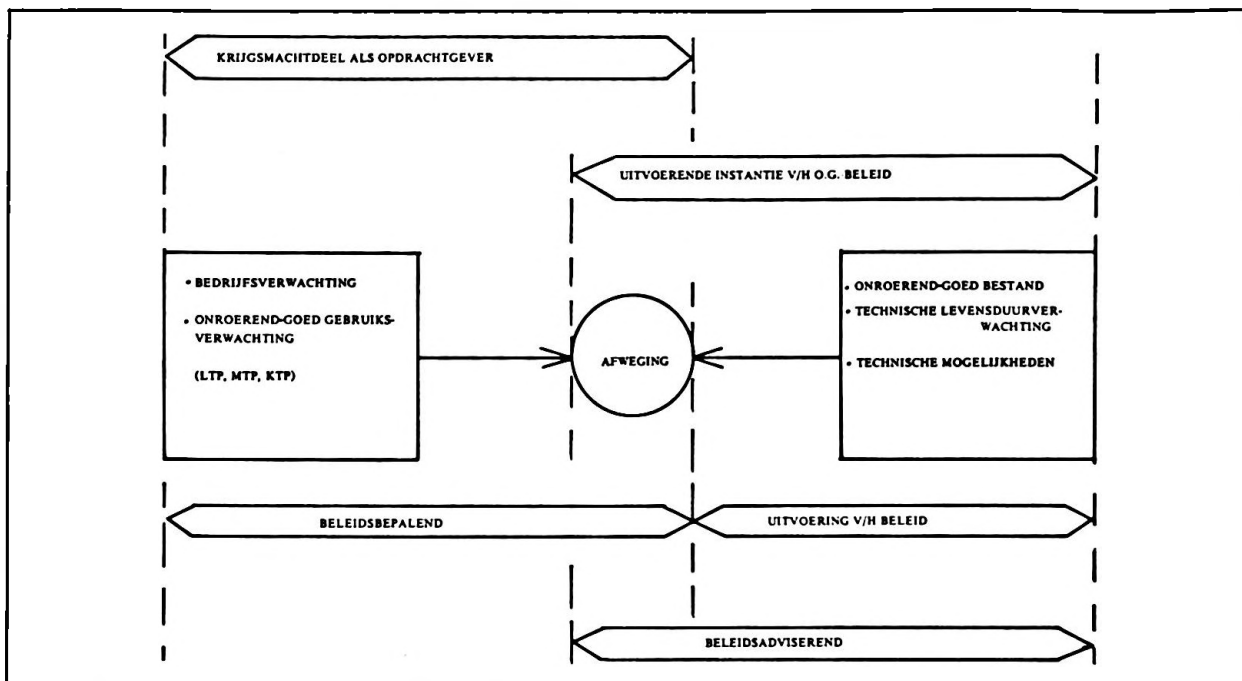 KRIJGSMACHTDEEL ALS OPDRACHTGEVER
UITVOERENDE INSTANTIE V/H O.G. BELEID
• BEDRIJFSVERWACHTING
• ONROEREND-GOED GEBRUIKS-
VERWACHTING
(LTP, MTP, KTP)
AFWEGING
• ONROEREND-GOED BESTAND
• TECHNISCHE LEVENSDUURVER-
WACHTING
• TECHNISCHE MOGELIJKHEDEN
BELEIDSBEPALEND
UITVOERING V/H BELEID
BELEIDSADVISEREND